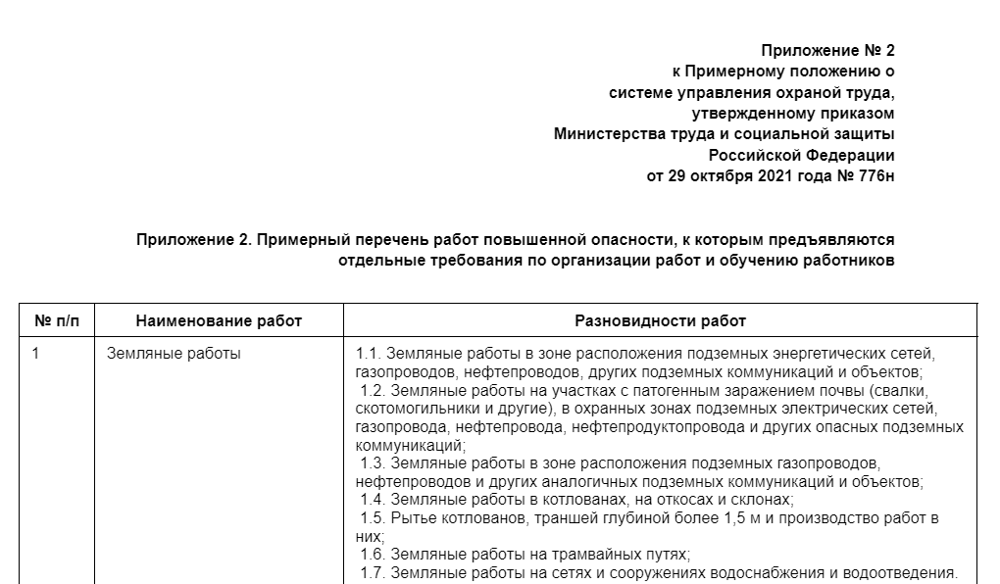 Приложение № 2
к Примерному положению о
системе управления охраной труда,
утвержденному приказом
Министерства труда и социальной защиты
Российской Федерации
от 29 октября 2021 года № 776н
Приложение 2. Примерный перечень работ повышенной опасности, к которым предъявляются
отдельные требования по организации работ и обучению работников
№ п/п Наименование работ Разновидности работ
1 Земляные работы 1.1. Земляные работы в зоне расположения подземных энергетических сетей,
газопроводов, нефтепроводов, других подземных коммуникаций и объектов;
1.2. Земляные работы на участках с патогенным заражением почвы (свалки,
скотомогильники и другие), в охранных зонах подземных электрических сетей,
газопровода, нефтепровода, нефтепродуктопровода и других опасных подземных
коммуникаций;
1.3. Земляные работы в зоне расположения подземных газопроводов,
нефтепроводов и других аналогичных подземных коммуникаций и объектов;
1.4. Земляные работы в котлованах, на откосах и склонах;
1.5. Рытье котлованов, траншей глубиной более 1,5 м и производство работ в
них;
1.6. Земляные работы на трамвайных путях;
1.7. Земляные работы на сетях и сооружениях водоснабжения и водоотведения.